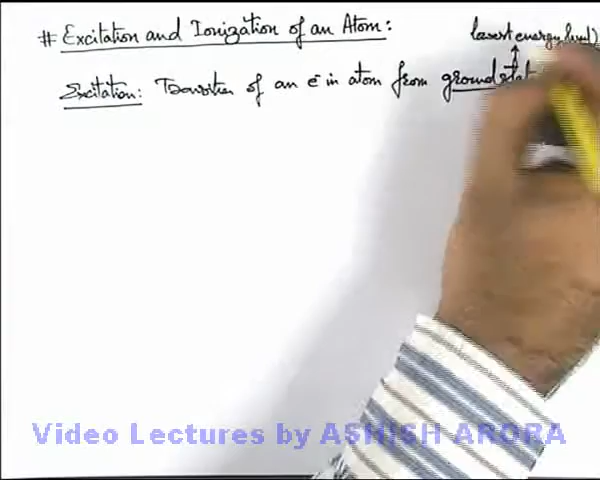 # Excitation and Ionization of an Atom:
lowest energy level)
Excitation: Transition of an e⁻ in atom from ground stat
Video Lectures by ASHISH ARORA